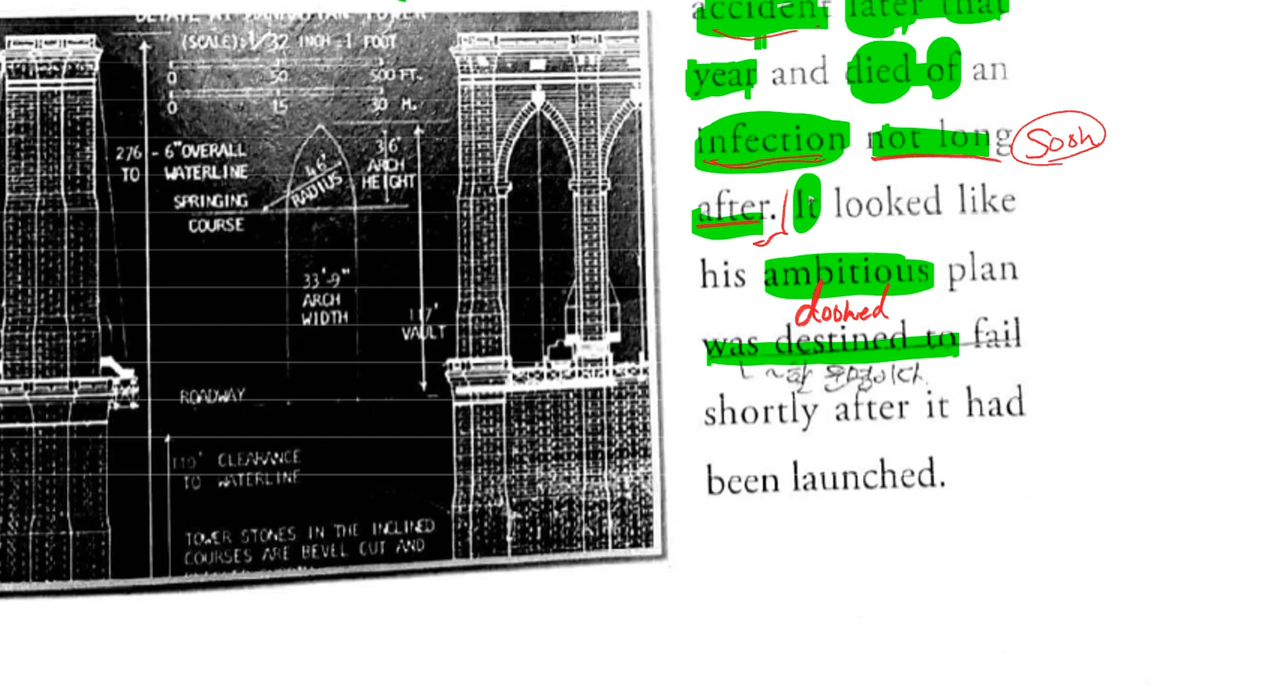 DETAILS AT MANHATTAN TOWER
(SCALE): 1/32 INCH = 1 FOOT
0 50 500 FT.
0 15 30 M.
276'-6" OVERALL
TO WATERLINE
SPRINGING
COURSE
46'
RADIUS
36'
ARCH
HEIGHT
33'-9"
ARCH
WIDTH
117'
VAULT
ROADWAY
119' CLEARANCE
TO WATERLINE
TOWER STONES IN THE INCLINED
COURSES ARE BEVEL CUT AND
accident later that
year and died of an
infection not long
after. It looked like
his ambitious plan
doomed
was destined to fail
~할 운명이다.
shortly after it had
been launched.